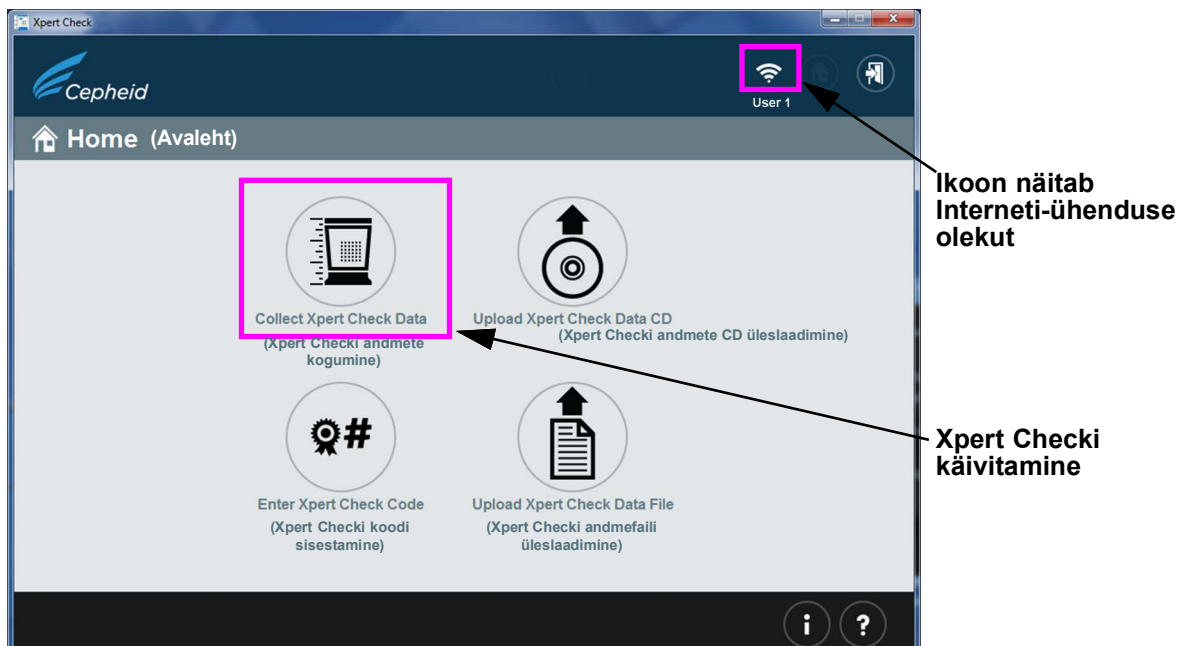 Xpert Check
Cepheid
User 1
Home (Avaleht)
Ikoon näitab
Interneti-ühenduse
olekut
Collect Xpert Check Data
(Xpert Checki andmete
kogumine)
Upload Xpert Check Data CD
(Xpert Checki andmete CD üleslaadimine)
Xpert Checki
käivitamine
#
Enter Xpert Check Code
(Xpert Checki koodi
sisestamine)
Upload Xpert Check Data File
(Xpert Checki andmefaili
üleslaadimine)
i ?